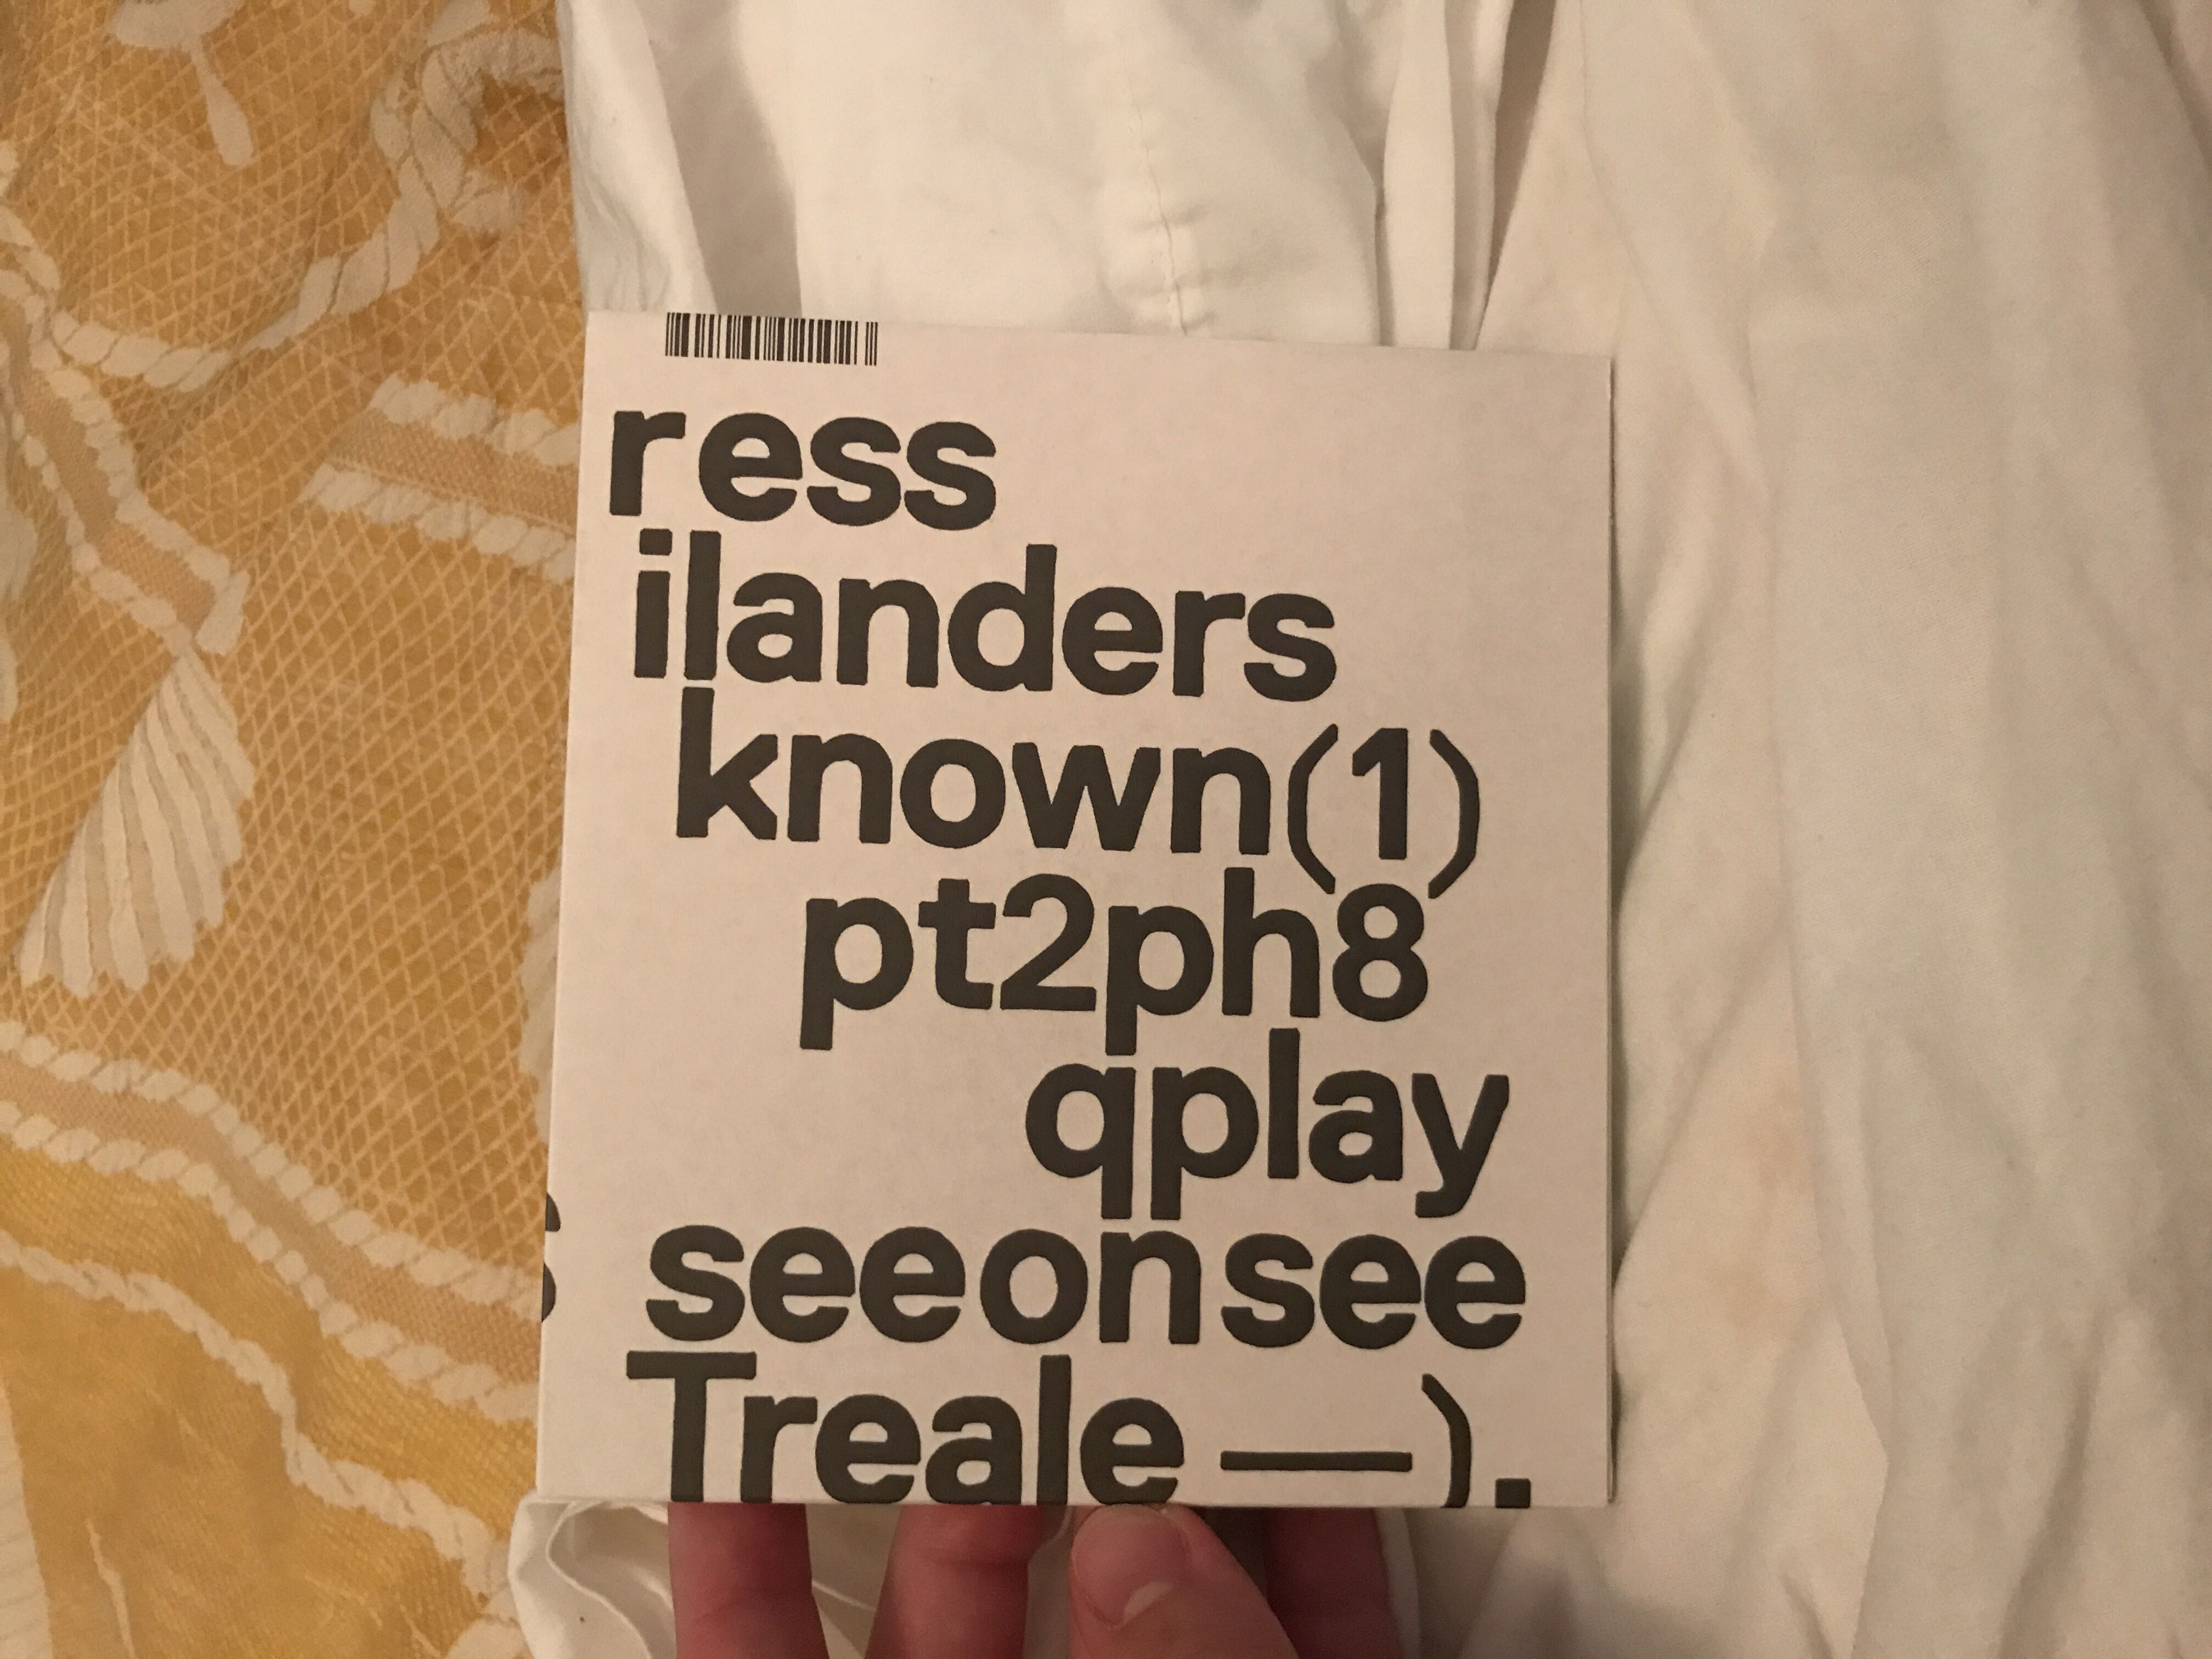 ress
ilanders
known(1)
pt2ph8
qplay
s seeonsee
Treale —).